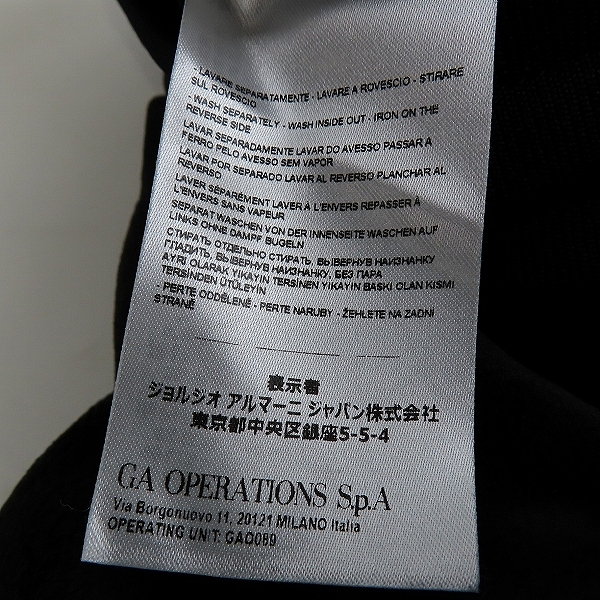 - LAVARE SEPARATAMENTE - LAVARE A ROVESCIO - STIRARE
SUL ROVESCIO
- WASH SEPARATELY - WASH INSIDE OUT - IRON ON THE
REVERSE SIDE
LAVAR SEPARADAMENTE LAVAR DO AVESSO PASSAR A
FERRO PELO AVESSO SEM VAPOR
LAVAR POR SEPARADO LAVAR AL REVERSO PLANCHAR AL
REVERSO
LAVER SÉPARÉMENT LAVER À L'ENVERS REPASSER À
L'ENVERS SANS VAPEUR
SEPARAT WASCHEN VON DER INNENSEITE WASCHEN AUF
LINKS OHNE DAMPF BUGELN
СТИРАТЬ ОТДЕЛЬНО СТИРАТЬ, ВЫВЕРНУВ НАИЗНАНКУ
ГЛАДИТЬ, ВЫВЕРНУВ НАИЗНАНКУ, БЕЗ ПАРА
AYRI OLARAK YIKAYIN TERSINEN YIKAYIN BASKI OLAN KISMI
TERSINDEN ÜTÜLEYIN
- PERTE ODDĚLENĚ - PERTE NARUBY - ŽEHLETE NA ZADNÍ
STRANĚ
表示者
ジョルジオ アルマーニ ジャパン株式会社
東京都中央区銀座5-5-4
GA OPERATIONS S.p.A
Via Borgonuovo 11, 20121 MILANO Italia
OPERATING UNIT: GAO089